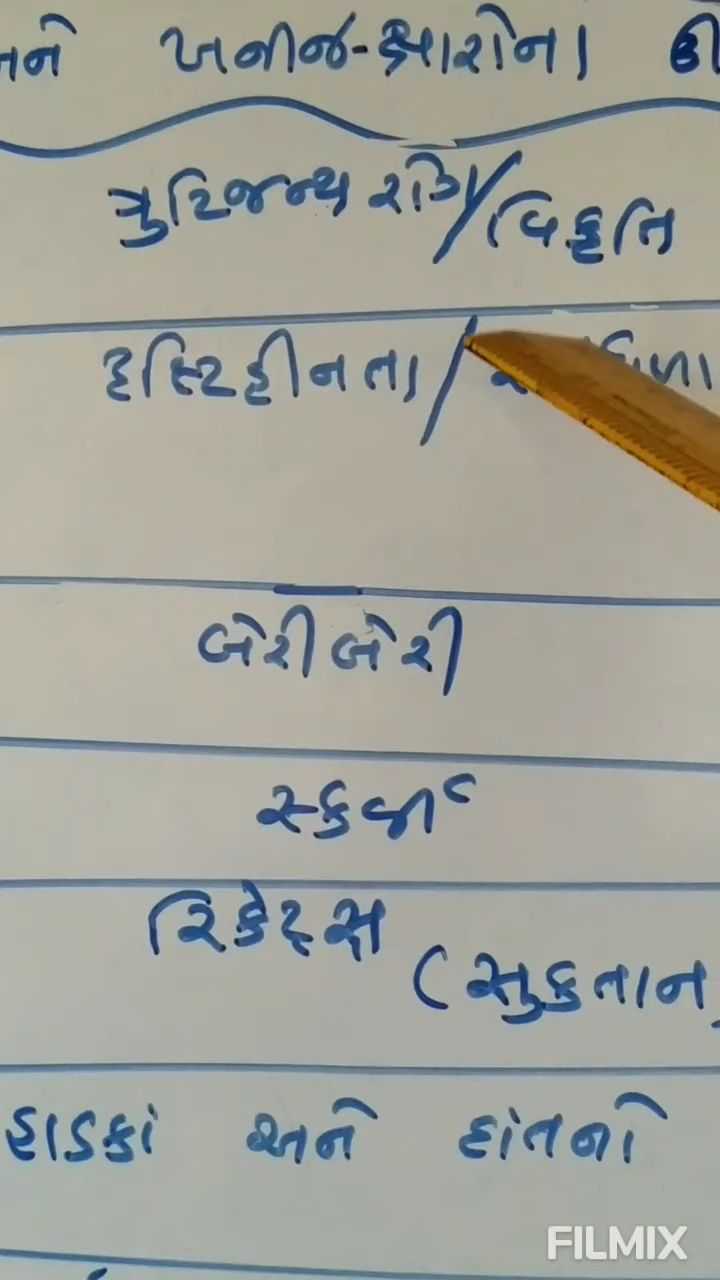 અને ખનીજ-ક્ષારોના
ત્રુટિજન્ય રોગ/વિકૃતિ
દ્રષ્ટિહીનતા/
બેરીબેરી
સ્કર્વી
રિકેટ્સ
(સુકતાન
હાડકાં અને દાંતનો
FILMIX